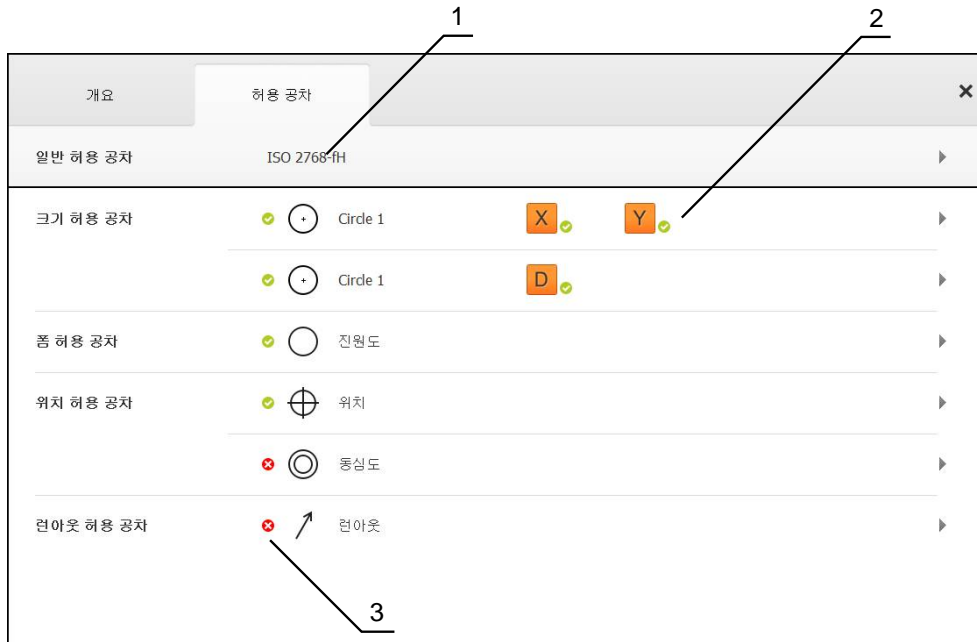 1
2
개요
허용 공차
일반 허용 공차 ISO 2768-fH
크기 허용 공차 Circle 1 X Y
Circle 1 D
폼 허용 공차 진원도
위치 허용 공차 위치
동심도
런아웃 허용 공차 런아웃
3